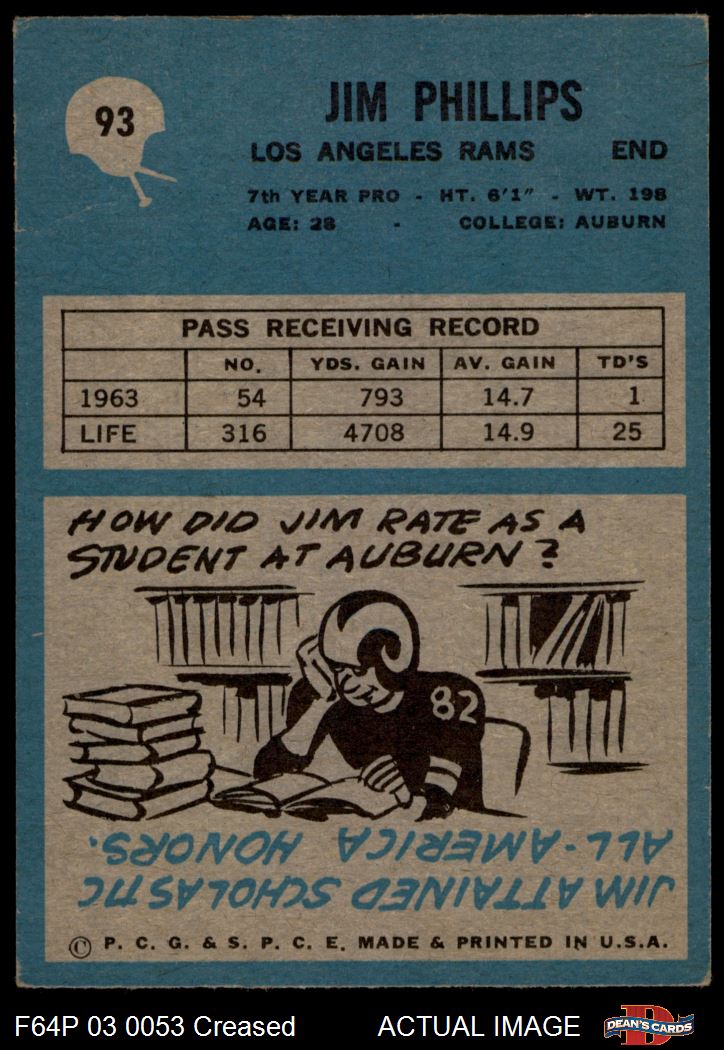 93
JIM PHILLIPS
LOS ANGELES RAMS END
7th YEAR PRO - HT. 6'1" - WT. 198
AGE: 28 - COLLEGE: AUBURN
PASS RECEIVING RECORD
NO. YDS. GAIN AV. GAIN TD'S
1963 54 793 14.7 1
LIFE 316 4708 14.9 25
HOW DID JIM RATE AS A
STUDENT AT AUBURN?
82
JIM ATTAINED SCHOLASTIC
ALL-AMERICA HONORS.
© P. C. G. & S. P. C. E. MADE & PRINTED IN U.S.A.
F64P 03 0053 Creased ACTUAL IMAGE
D
DEAN'S CARDS